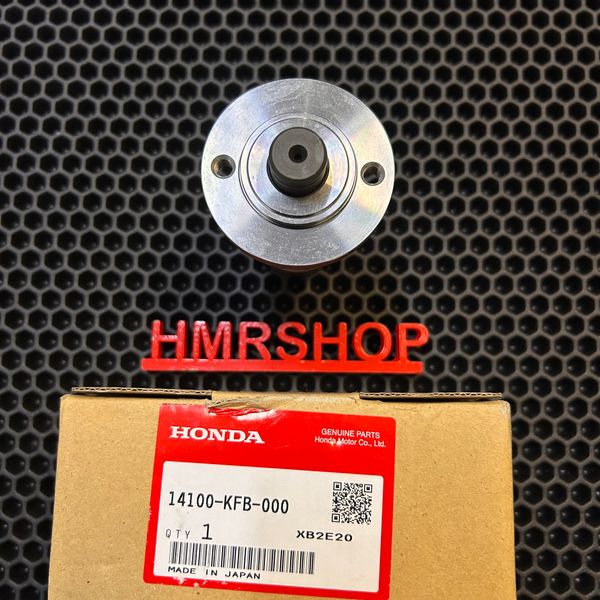 HMRSHOP
HONDA
GENUINE PARTS
Honda Motor Co., Ltd.
14100-KFB-000
QTY 1
XB2E20
MADE IN JAPAN